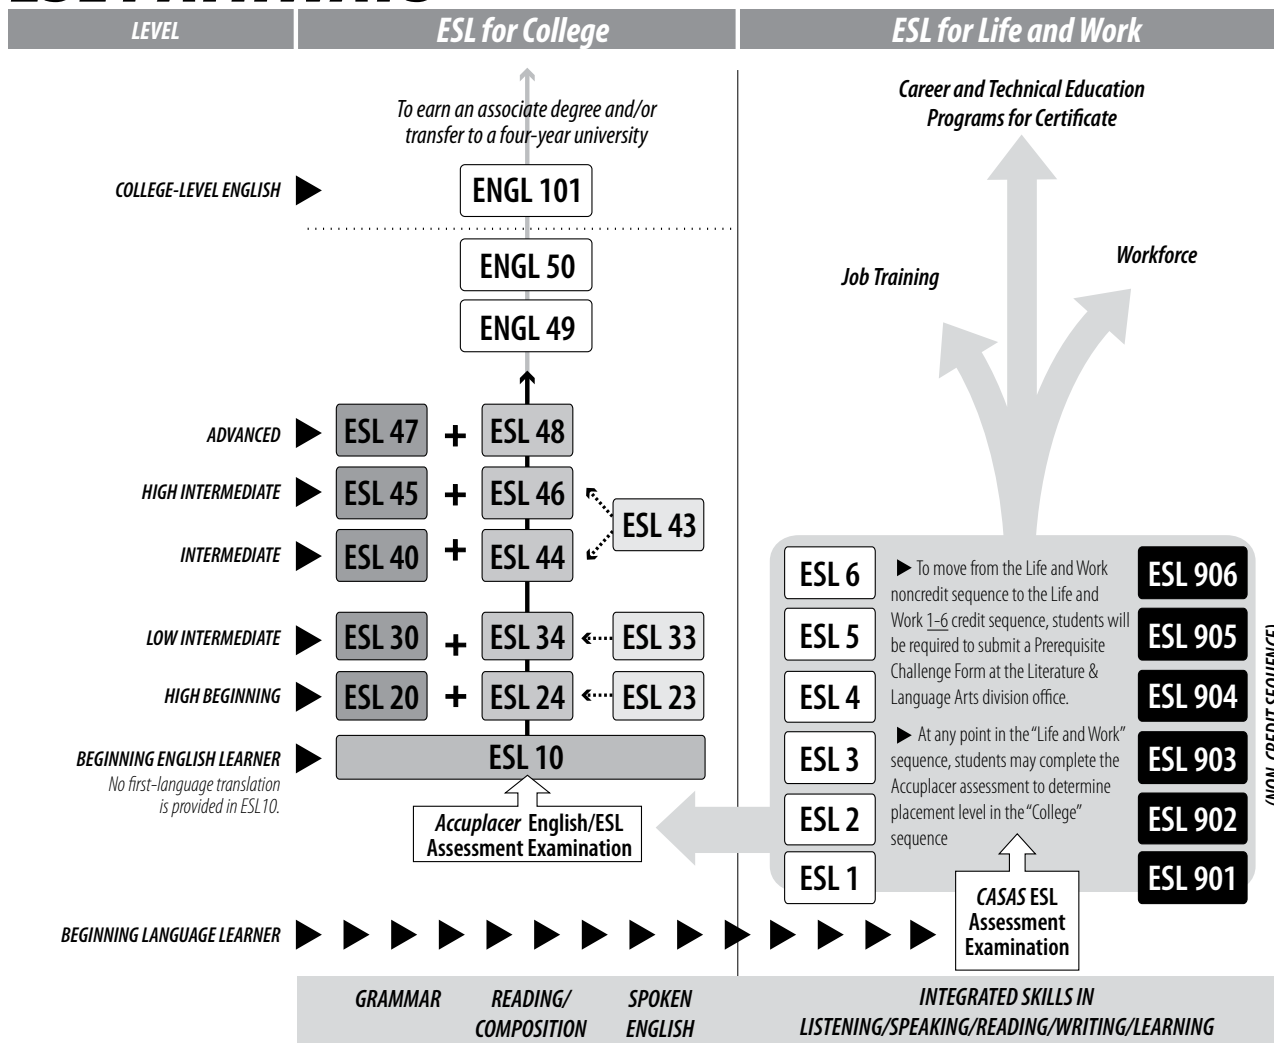 LEVEL
ESL for College
ESL for Life and Work
To earn an associate degree and/or
transfer to a four-year university
Career and Technical Education
Programs for Certificate
COLLEGE-LEVEL ENGLISH
ENGL 101
ENGL 50
ENGL 49
Job Training
Workforce
ADVANCED
ESL 47 + ESL 48
HIGH INTERMEDIATE
ESL 45 + ESL 46
ESL 43
INTERMEDIATE
ESL 40 + ESL 44
LOW INTERMEDIATE
ESL 30 + ESL 34
ESL 33
HIGH BEGINNING
ESL 20 + ESL 24
ESL 23
BEGINNING ENGLISH LEARNER
No first-language translation
is provided in ESL10.
ESL 10
Accuplacer English/ESL
Assessment Examination
ESL 6
ESL 5
ESL 4
ESL 3
ESL 2
ESL 1
To move from the Life and Work
noncredit sequence to the Life and
Work 1-6 credit sequence, students will
be required to submit a Prerequisite
Challenge Form at the Literature &
Language Arts division office.
At any point in the "Life and Work"
sequence, students may complete the
Accuplacer assessment to determine
placement level in the "College"
sequence
ESL 906
ESL 905
ESL 904
ESL 903
ESL 902
ESL 901
(NON-CREDIT SEQUENCE)
CASAS ESL
Assessment
Examination
BEGINNING LANGUAGE LEARNER
GRAMMAR
READING/
COMPOSITION
SPOKEN
ENGLISH
INTEGRATED SKILLS IN
LISTENING/SPEAKING/READING/WRITING/LEARNING